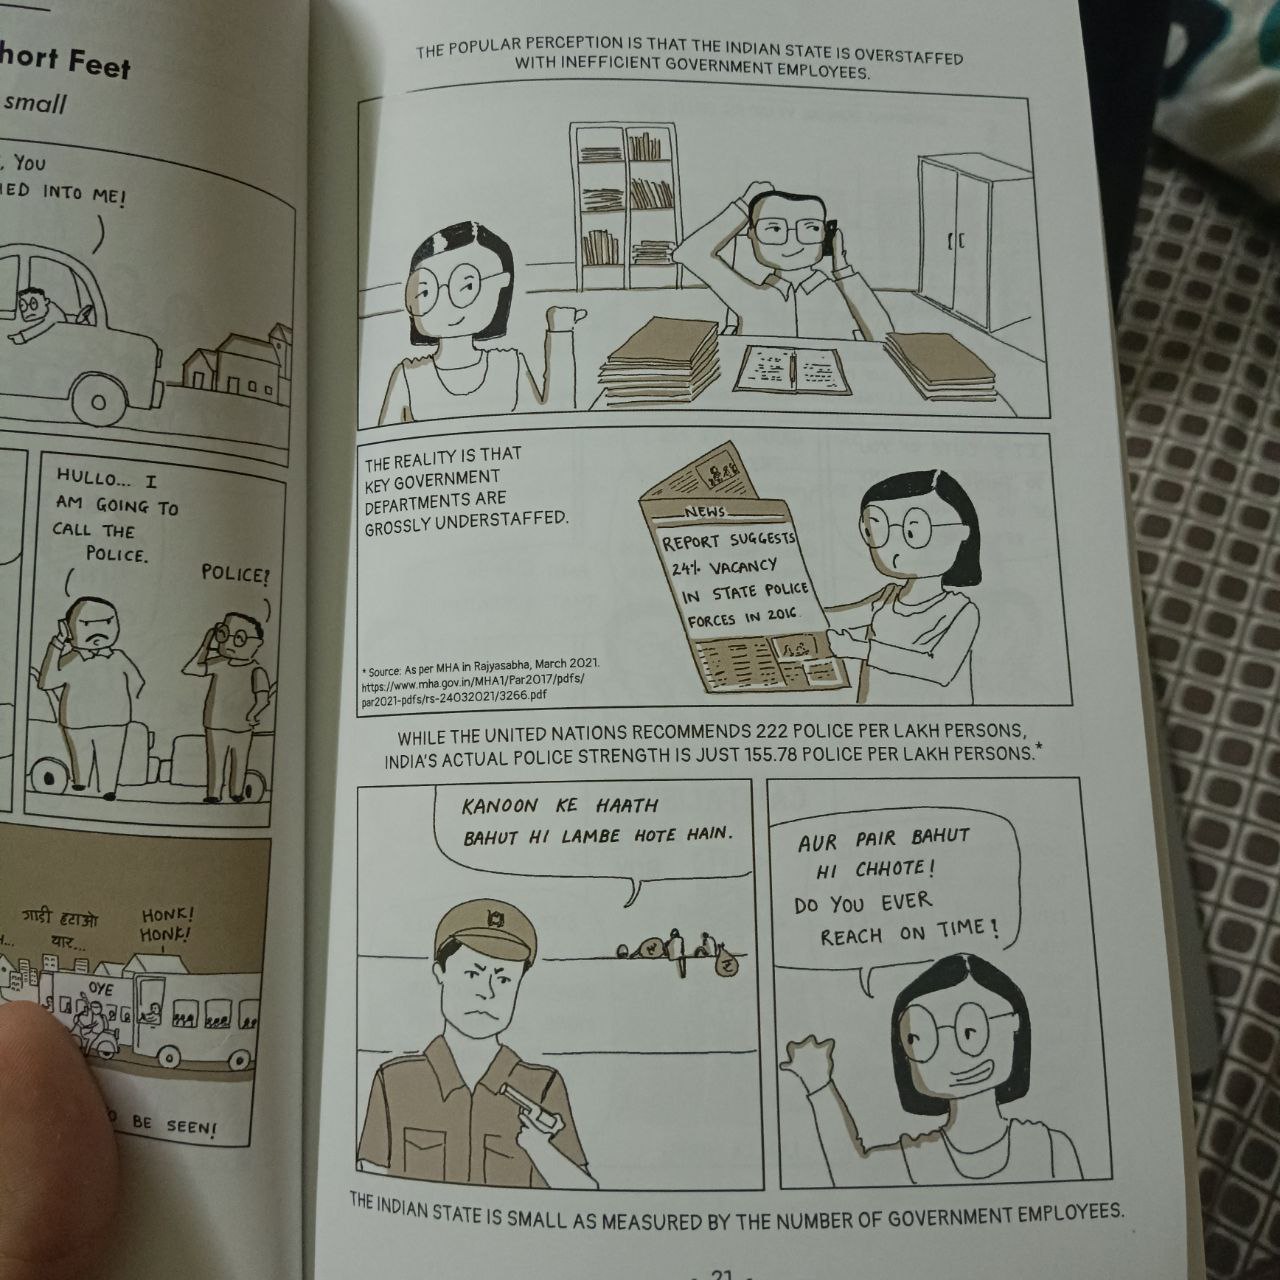 hort Feet
small
, YOU
INTO ME!
HULLO... I
AM GOING TO
CALL THE
POLICE.
POLICE?
गाडी हटाओ
यार...
HONK!
HONK!
OYE
BE SEEN!
THE POPULAR PERCEPTION IS THAT THE INDIAN STATE IS OVERSTAFFED
WITH INEFFICIENT GOVERNMENT EMPLOYEES.
THE REALITY IS THAT
KEY GOVERNMENT
DEPARTMENTS ARE
GROSSLY UNDERSTAFFED.
NEWS
REPORT SUGGESTS
24% VACANCY
IN STATE POLICE
FORCES IN 2016.
* Source: As per MHA in Rajyasabha, March 2021.
https://www.mha.gov.in/MHA1/Par2017/pdfs/
par2021-pdfs/rs-24032021/3266.pdf
WHILE THE UNITED NATIONS RECOMMENDS 222 POLICE PER LAKH PERSONS,
INDIA'S ACTUAL POLICE STRENGTH IS JUST 155.78 POLICE PER LAKH PERSONS.*
KANOON KE HAATH
BAHUT HI LAMBE HOTE HAIN.
AUR PAIR BAHUT
HI CHHOTE!
DO YOU EVER
REACH ON TIME?
THE INDIAN STATE IS SMALL AS MEASURED BY THE NUMBER OF GOVERNMENT EMPLOYEES.
- 21 -